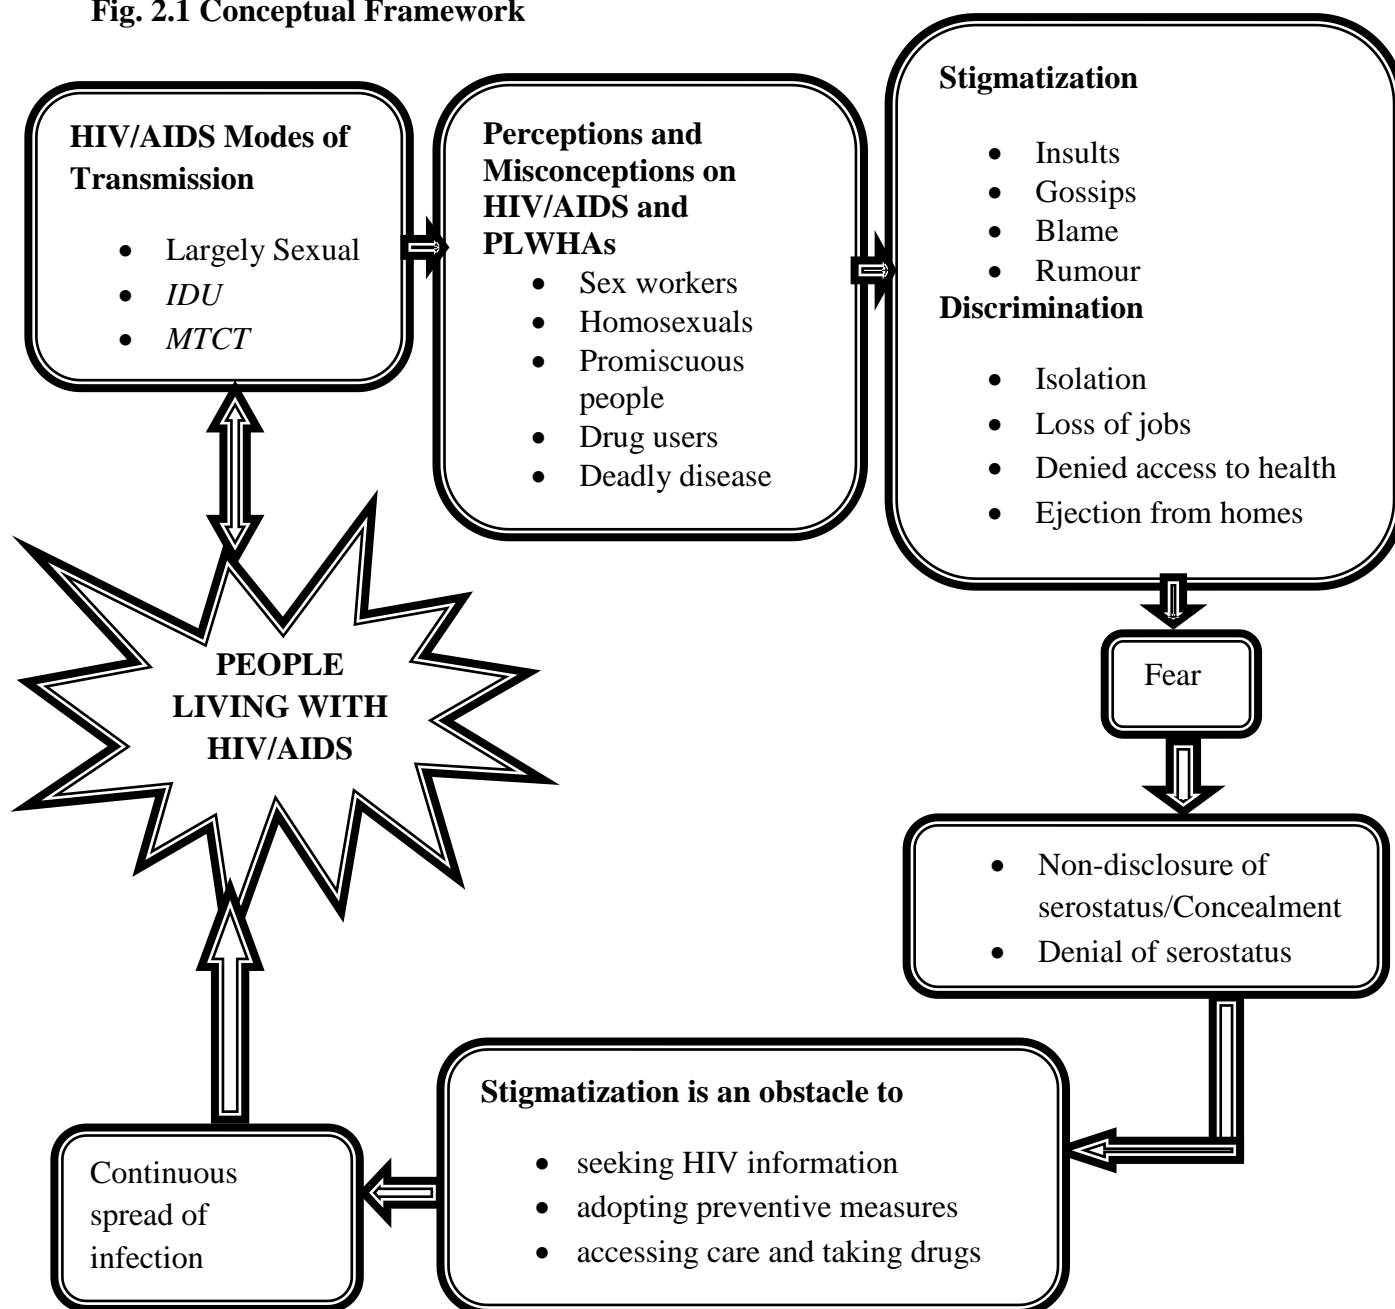 Fig. 2.1 Conceptual Framework
HIV/AIDS Modes of
Transmission
• Largely Sexual
• IDU
• MTCT
Perceptions and
Misconceptions on
HIV/AIDS and
PLWHAs
• Sex workers
• Homosexuals
• Promiscuous
people
• Drug users
• Deadly disease
Stigmatization
• Insults
• Gossips
• Blame
• Rumour
Discrimination
• Isolation
• Loss of jobs
• Denied access to health
• Ejection from homes
Fear
• Non-disclosure of
serostatus/Concealment
• Denial of serostatus
Stigmatization is an obstacle to
• seeking HIV information
• adopting preventive measures
• accessing care and taking drugs
Continuous
spread of
infection
PEOPLE
LIVING WITH
HIV/AIDS